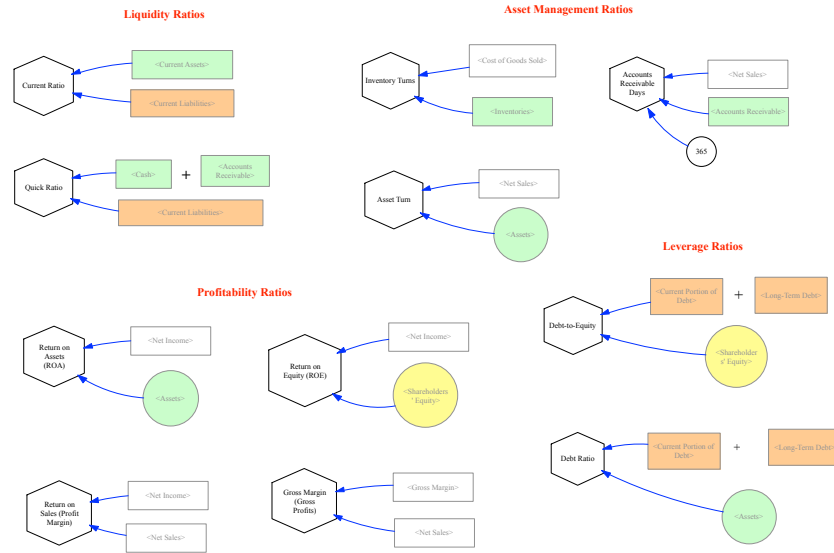 Liquidity Ratios
Asset Management Ratios
Current Ratio
<Current Assets>
<Current Liabilities>
Inventory Turns
<Cost of Goods Sold>
<Inventories>
Accounts
Receivable
Days
<Net Sales>
<Accounts Receivable>
365
Quick Ratio
<Cash>
+
<Accounts
Receivable>
<Current Liabilities>
Asset Turn
<Net Sales>
<Assets>
Profitability Ratios
Leverage Ratios
Return on
Assets
(ROA)
<Net Income>
<Assets>
Return on
Equity (ROE)
<Net Income>
<Shareholders
' Equity>
Debt-to-Equity
<Current Portion of
Debt>
+
<Long-Term Debt>
<Shareholder
s' Equity>
Return on
Sales (Profit
Margin)
<Net Income>
<Net Sales>
Gross Margin
(Gross
Profits)
<Gross Margin>
<Net Sales>
Debt Ratio
<Current Portion of
Debt>
+
<Long-Term Debt>
<Assets>